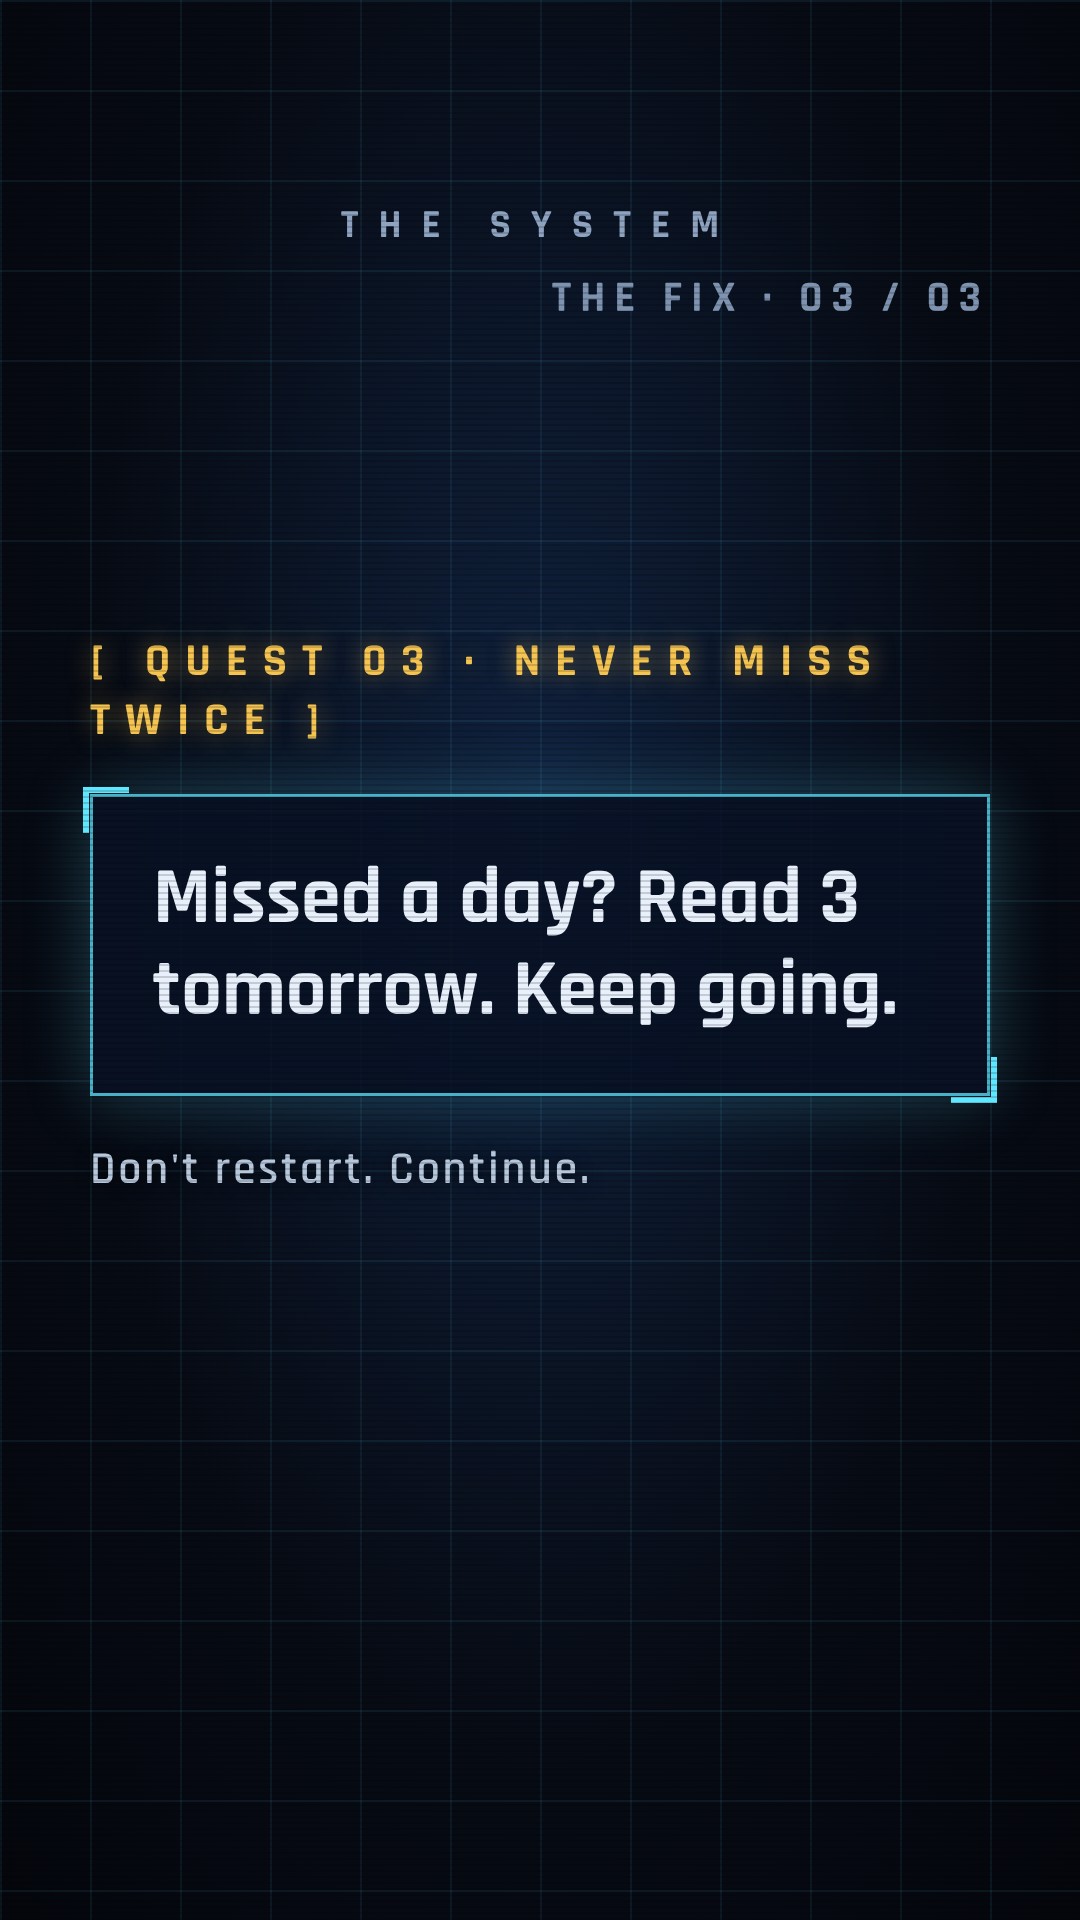 THE SYSTEM
THE FIX · 03 / 03
[ QUEST 03 · NEVER MISS
TWICE ]
Missed a day? Read 3
tomorrow. Keep going.
Don't restart. Continue.